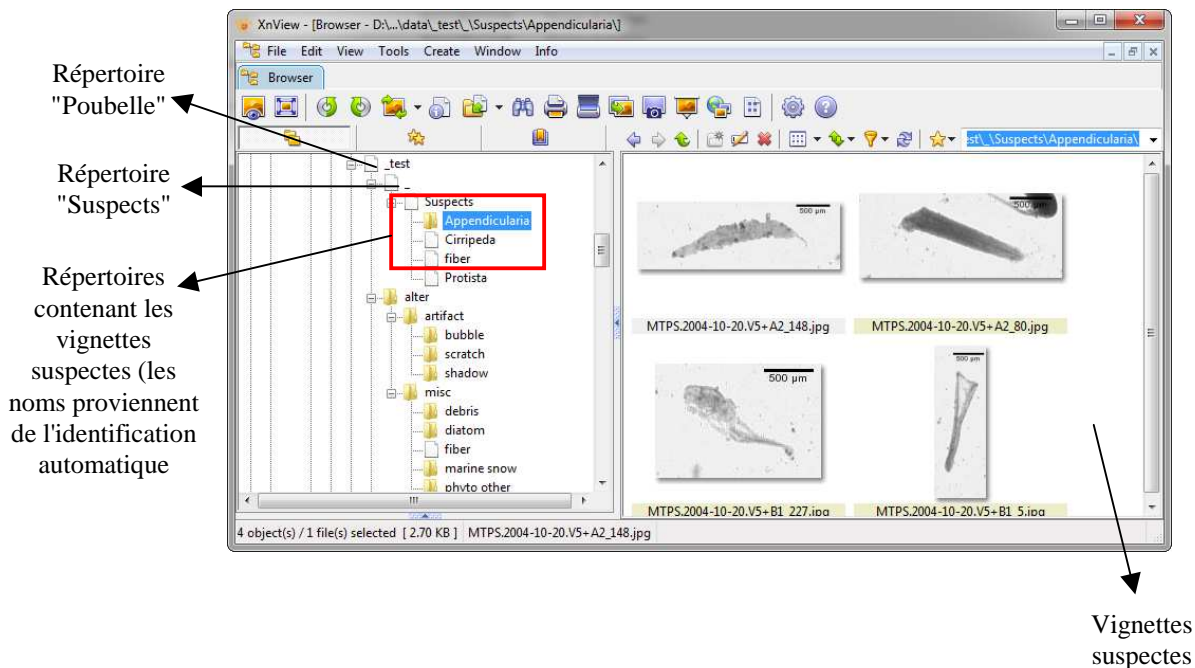 XnView - [Browser - D:\...\data\_test\_\Suspects\Appendicularia\]
File Edit View Tools Create Window Info
Browser
Répertoire
"Poubelle"
Répertoire
"Suspects"
Répertoires
contenant les
vignettes
suspectes (les
noms proviennent
de l'identification
automatique
_test
_
Suspects
Appendicularia
Cirripeda
fiber
Protista
alter
artifact
bubble
scratch
shadow
misc
debris
diatom
fiber
marine snow
phyto other
est\_\Suspects\Appendicularia\
500 µm
500 µm
MTPS.2004-10-20.V5+A2_148.jpg
MTPS.2004-10-20.V5+A2_80.jpg
500 µm
500 µm
MTPS.2004-10-20.V5+B1_227.jpg
MTPS.2004-10-20.V5+B1_5.jpg
4 object(s) / 1 file(s) selected [ 2.70 KB ] MTPS.2004-10-20.V5+A2_148.jpg
Vignettes
suspectes